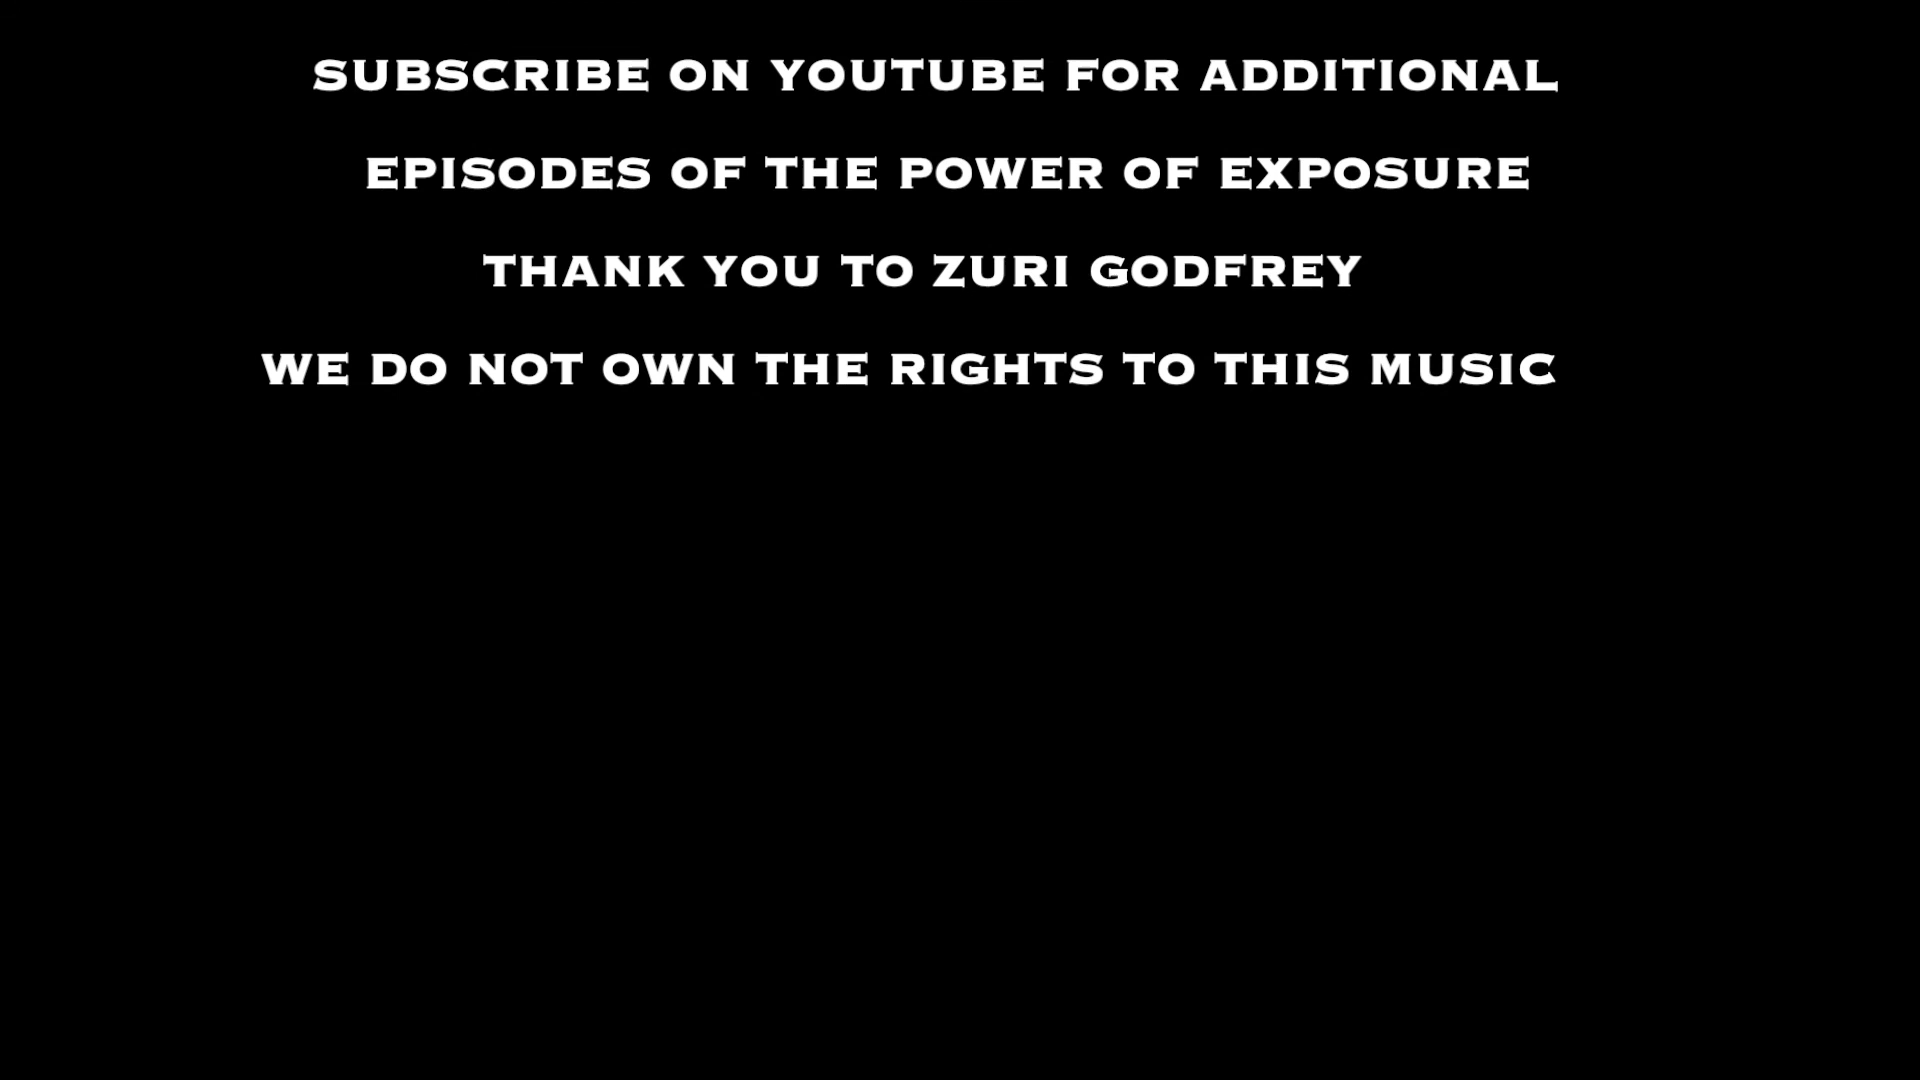 SUBSCRIBE ON YOUTUBE FOR ADDITIONAL
EPISODES OF THE POWER OF EXPOSURE
THANK YOU TO ZURI GODFREY
WE DO NOT OWN THE RIGHTS TO THIS MUSIC